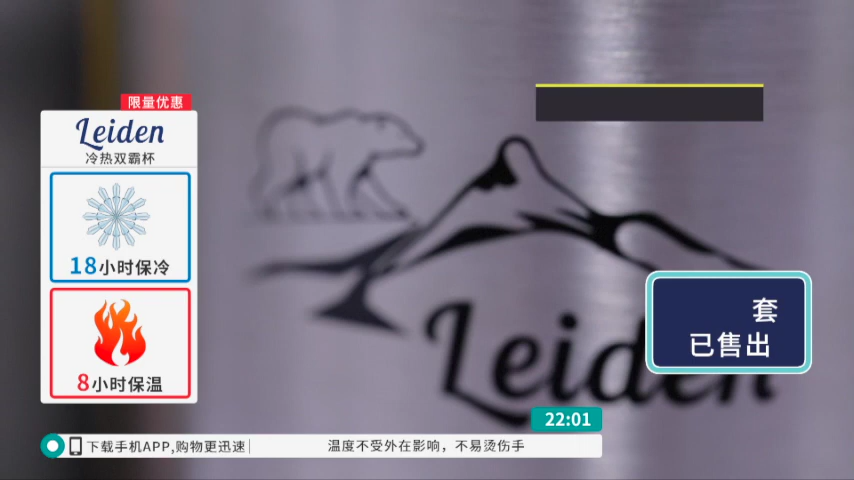 限量优惠
Leiden
冷热双霸杯
18小时保冷
8小时保温
Leiden
套
已售出
22:01
下载手机APP,购物更迅速
温度不受外在影响，不易烫伤手